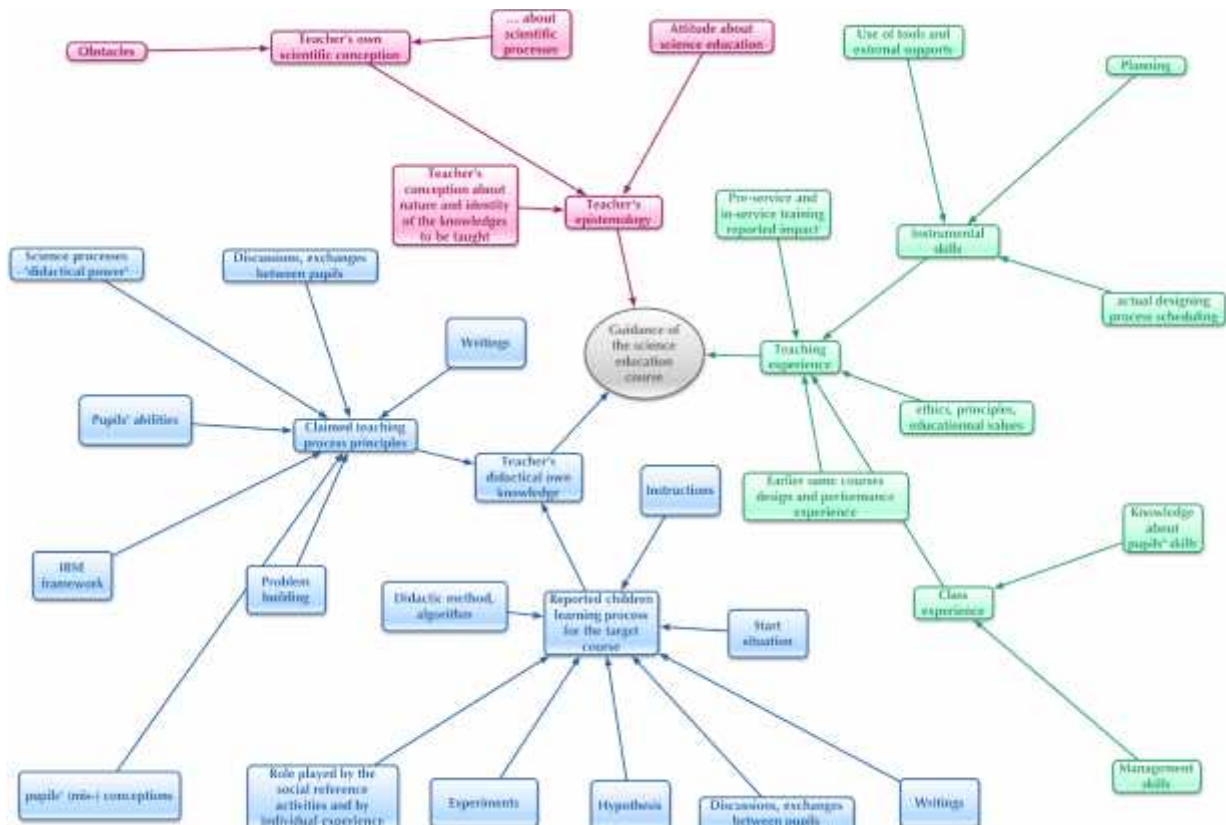 Obstacles
Teacher's own
scientific conception
... about
scientific
processes
Attitude about
science education
Use of tools and
external supports
Planning
Teacher's
conception about
nature and identity
of the knowledges
to be taught
Teacher's
epistemology
Pre-service and
in-service training
reported impact
Instrumental
skills
Science processes
'didactical power'
Discussions, exchanges
between pupils
actual designing
process scheduling
Writings
Guidance of
the science
education
course
Teaching
experience
Pupils' abilities
Claimed teaching
process principles
ethics, principles,
educationnal values
Teacher's
didactical own
knowledge
Instructions
Earlier same courses
design and performance
experience
Knowledge
about
pupils' skills
framework
Problem
building
Didactic method,
algorithm
Reported children
learning process
for the target
course
Start
situation
Class
experience
pupils' (mis-) conceptions
Role played by the
social reference
activities and by
individual experience
Experiments
Hypothesis
Discussions, exchanges
between pupils
Writings
Management
skills